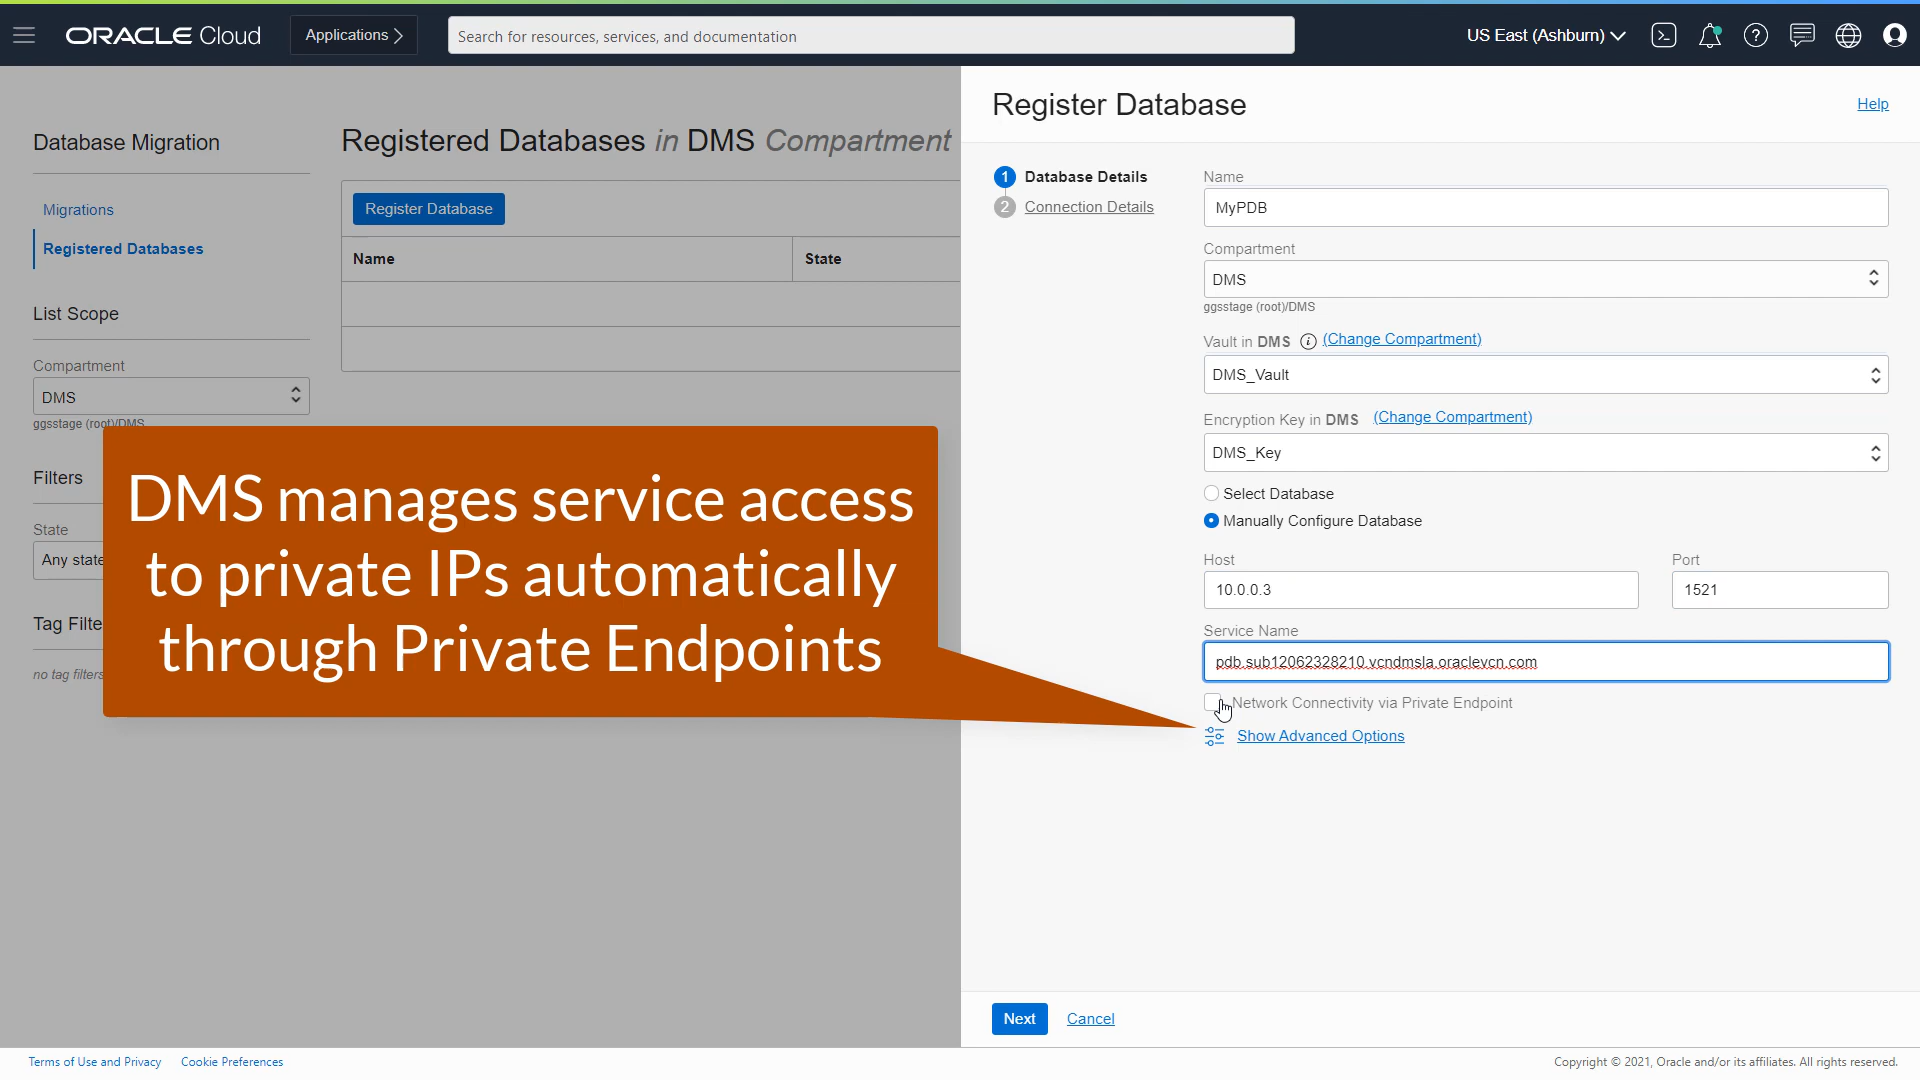 ORACLE Cloud
Applications
Search for resources, services, and documentation
US East (Ashburn)
Database Migration
Migrations
Registered Databases
List Scope
Compartment
DMS
ggsstage (root)/DMS
Filters
State
Any state
Tag Filte
no tag filters
Registered Databases in DMS Compartment
Register Database
Name State
DMS manages service access
to private IPs automatically
through Private Endpoints
Register Database
Help
1 Database Details
2 Connection Details
Name
MyPDB
Compartment
DMS
ggsstage (root)/DMS
Vault in DMS (Change Compartment)
DMS_Vault
Encryption Key in DMS (Change Compartment)
DMS_Key
Select Database
Manually Configure Database
Host Port
10.0.0.3 1521
Service Name
pdb.sub12062328210.vcndmsla.oraclevcn.com
Network Connectivity via Private Endpoint
Show Advanced Options
Next Cancel
Terms of Use and Privacy Cookie Preferences
Copyright © 2021, Oracle and/or its affiliates. All rights reserved.